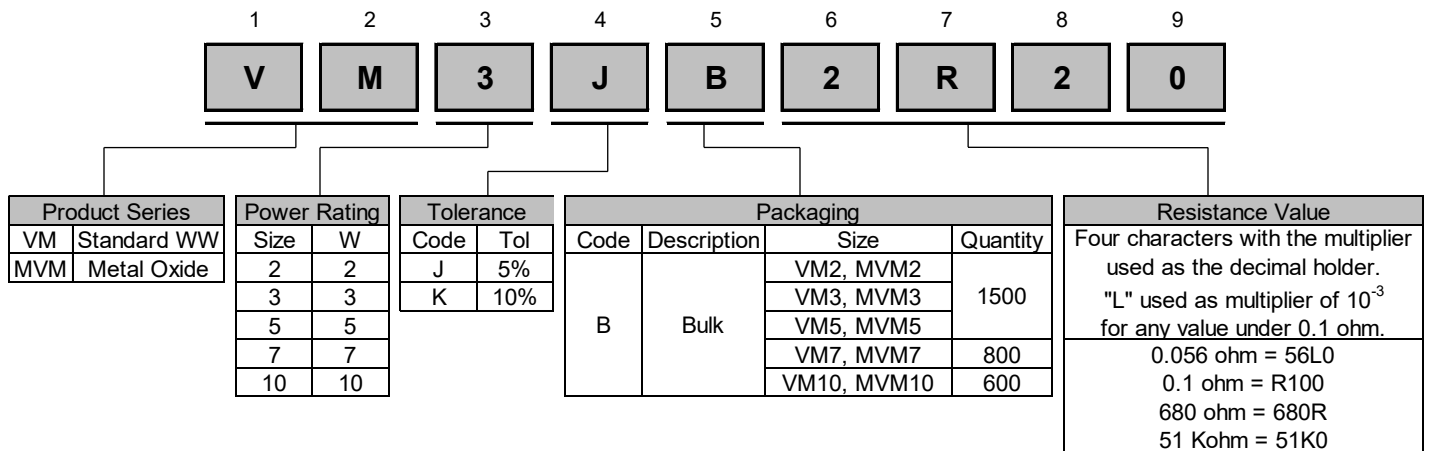 1 2 3 4 5 6 7 8 9
V M 3 J B 2 R 2 0
Product Series
VM Standard WW
MVM Metal Oxide
Power Rating
Size W
2 2
3 3
5 5
7 7
10 10
Tolerance
Code Tol
J 5%
K 10%
Packaging
Code Description Size Quantity
B Bulk
VM2, MVM2
VM3, MVM3 1500
VM5, MVM5
VM7, MVM7 800
VM10, MVM10 600
Resistance Value
Four characters with the multiplier
used as the decimal holder.
"L" used as multiplier of 10⁻³
for any value under 0.1 ohm.
0.056 ohm = 56L0
0.1 ohm = R100
680 ohm = 680R
51 Kohm = 51K0